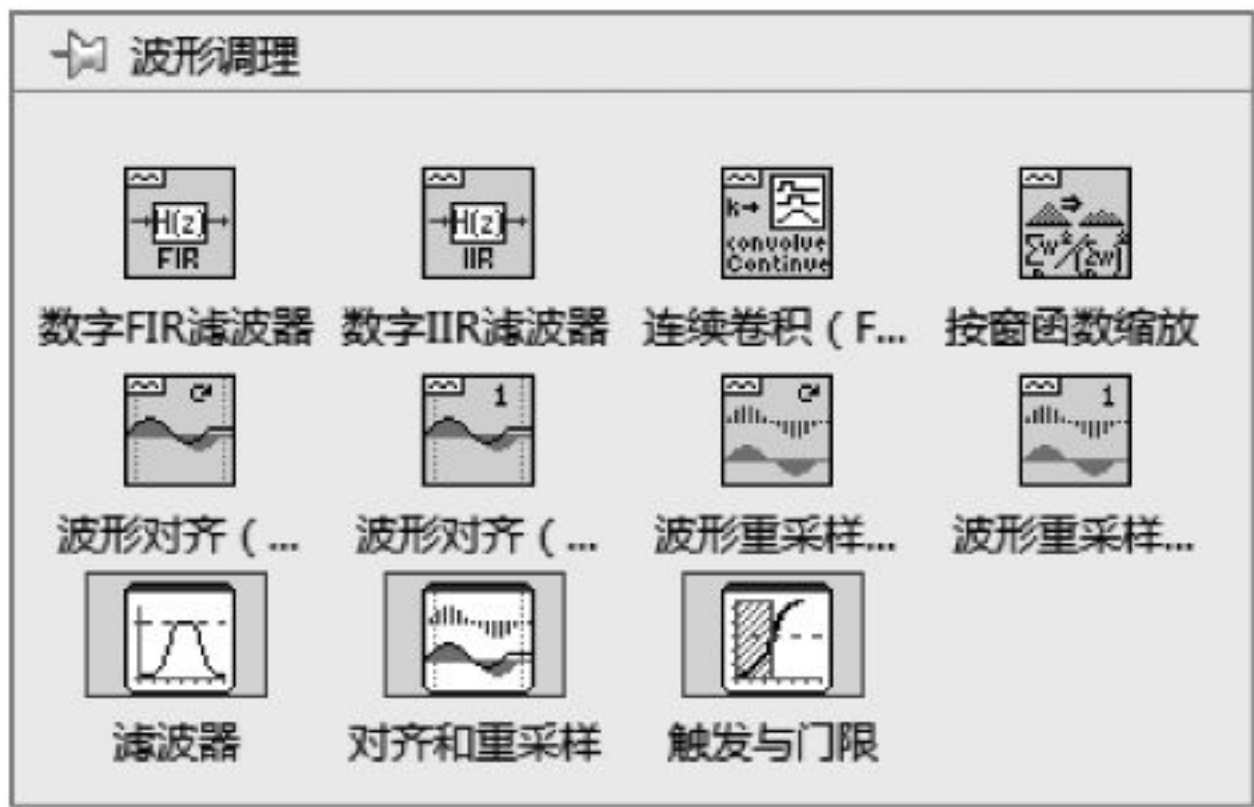 波形调理
H(z)
FIR
H(z)
IIR
k→
convolve
Continue
数字FIR滤波器 数字IIR滤波器 连续卷积（F... 按窗函数缩放
1
1
波形对齐（... 波形对齐（... 波形重采样... 波形重采样...
滤波器 对齐和重采样 触发与门限